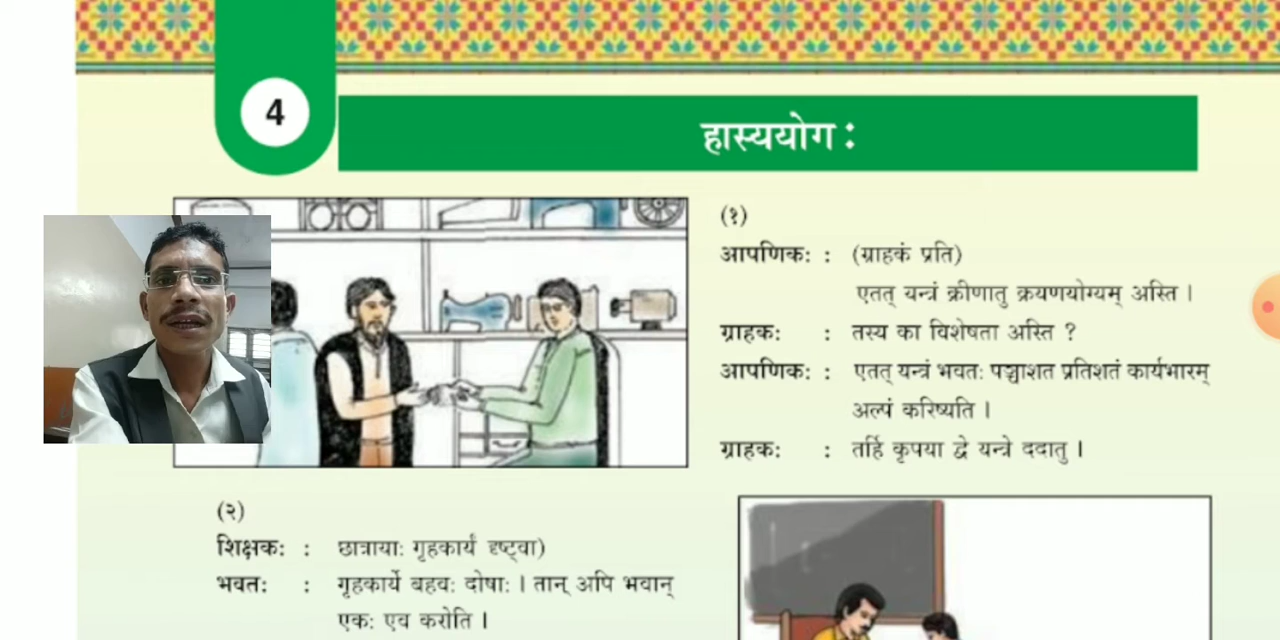 4
हास्ययोग :
(१)
आपणिक: : (ग्राहकं प्रति)
एतत् यन्त्रं क्रीणातु क्रयणयोग्यम् अस्ति ।
ग्राहक: : तस्य का विशेषता अस्ति ?
आपणिक: : एतत् यन्त्रं भवतः पञ्चाशत प्रतिशतं कार्यभारम्
अल्पं करिष्यति ।
ग्राहक: : तर्हि कृपया द्वे यन्त्रे ददातु ।
(२)
शिक्षक: : छात्रायाः गृहकार्यं दृष्ट्वा)
भवत: : गृहकार्ये बहवः दोषाः । तान् अपि भवान्
एकः एव करोति ।